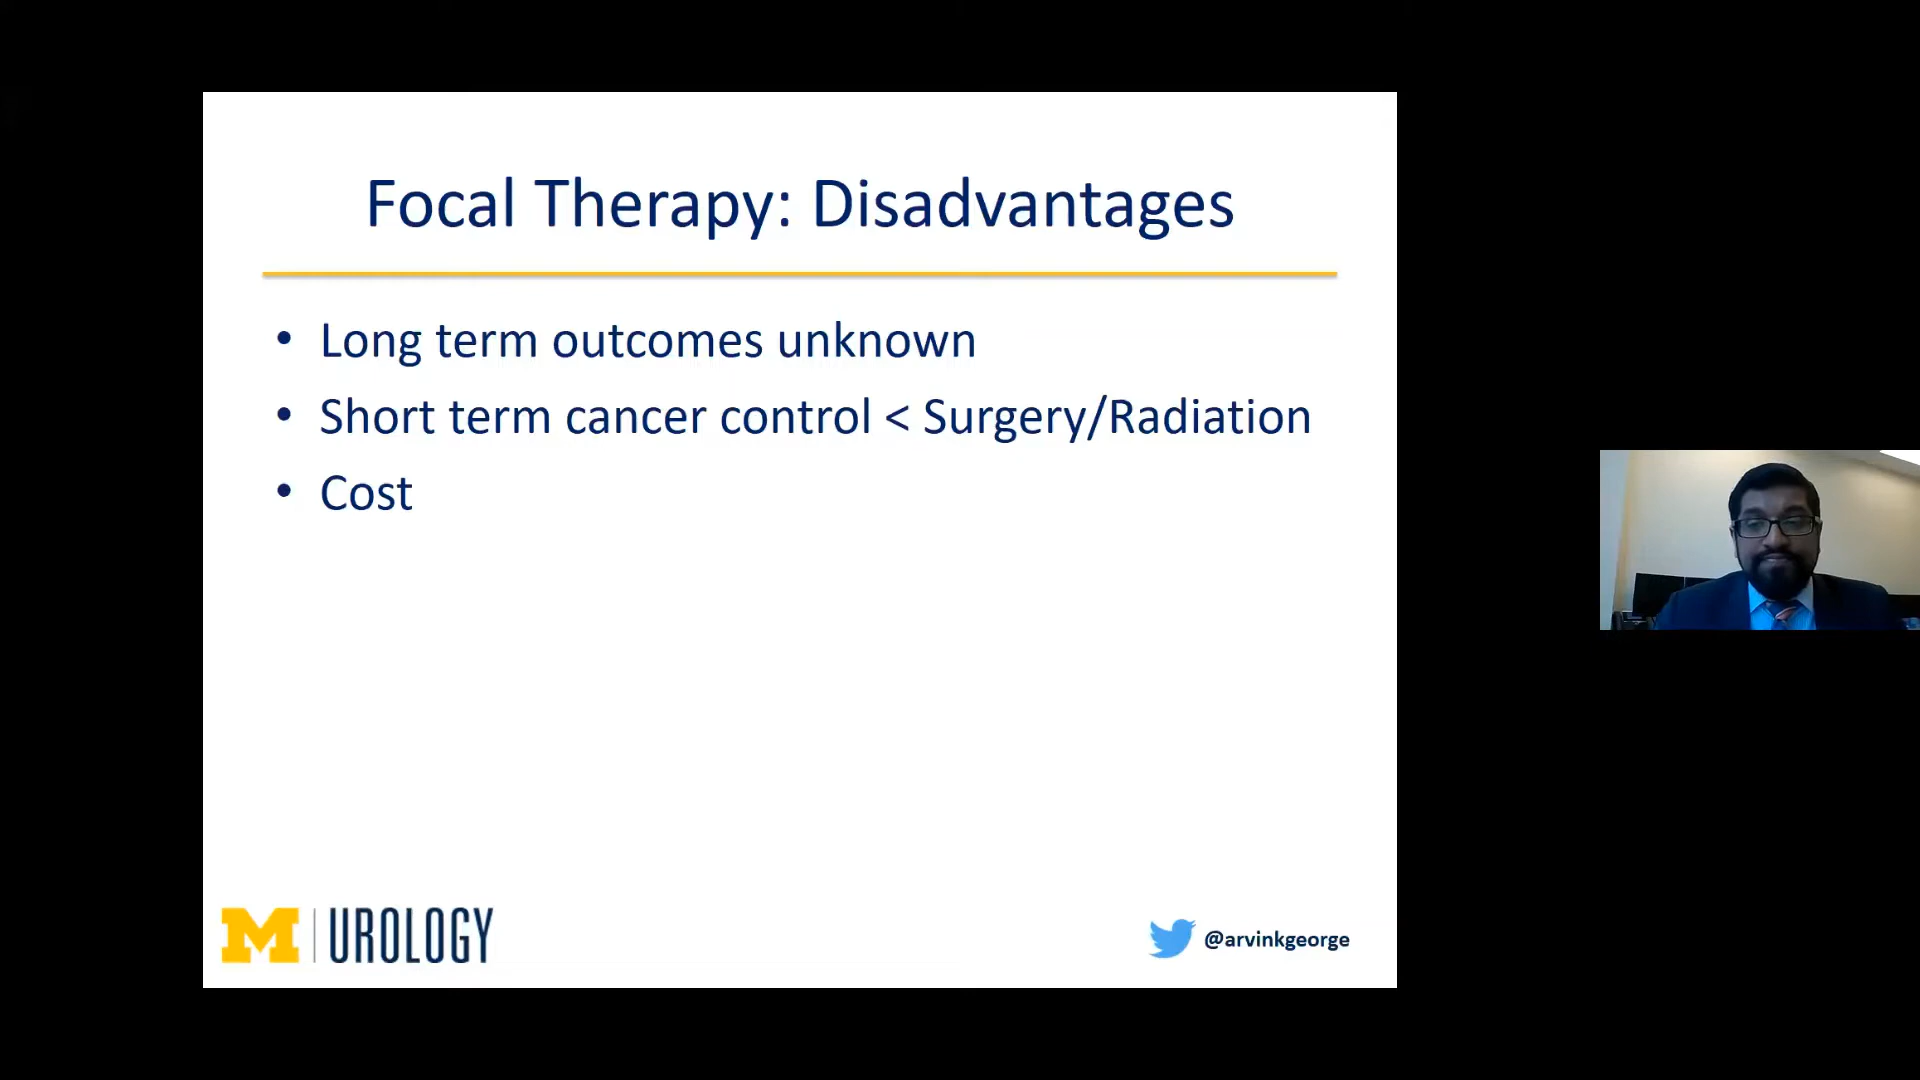 Focal Therapy: Disadvantages
• Long term outcomes unknown
• Short term cancer control < Surgery/Radiation
• Cost
M | UROLOGY
@arvinkgeorge